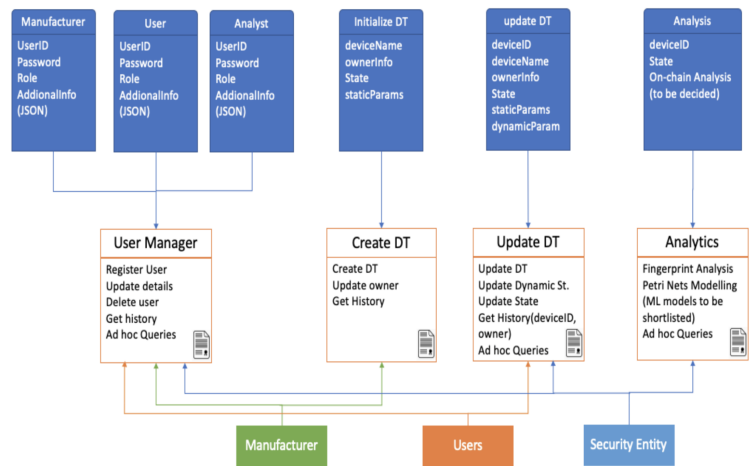 Manufacturer
UserID
Password
Role
AddionalInfo
(JSON)
User
UserID
Password
Role
AddionalInfo
(JSON)
Analyst
UserID
Password
Role
AddionalInfo
(JSON)
Initialize DT
deviceName
ownerInfo
State
staticParams
update DT
deviceID
deviceName
ownerInfo
State
staticParams
dynamicParam
Analysis
deviceID
State
On-chain Analysis
(to be decided)
User Manager
Register User
Update details
Delete user
Get history
Ad hoc Queries
Create DT
Create DT
Update owner
Get History
Update DT
Update DT
Update Dynamic St.
Update State
Get History(deviceID,
owner)
Ad hoc Queries
Analytics
Fingerprint Analysis
Petri Nets Modelling
(ML models to be
shortlisted)
Ad hoc Queries
Manufacturer
Users
Security Entity